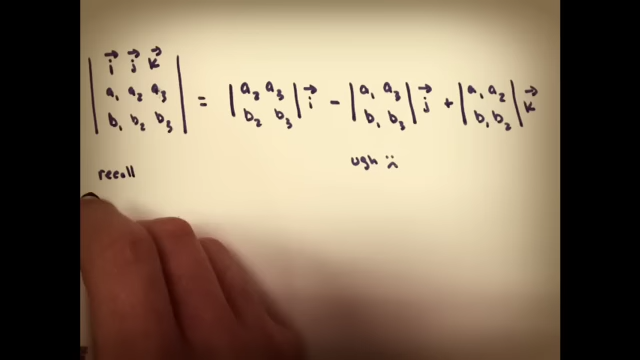 | i⃗ j⃗ k⃗ |
| a₁ a₂ a₃ | = | a₂ a₃ | i⃗ - | a₁ a₃ | j⃗ + | a₁ a₂ | k⃗
| b₁ b₂ b₃ | | b₂ b₃ | | b₁ b₃ | | b₁ b₂ |
recall ugh ☹